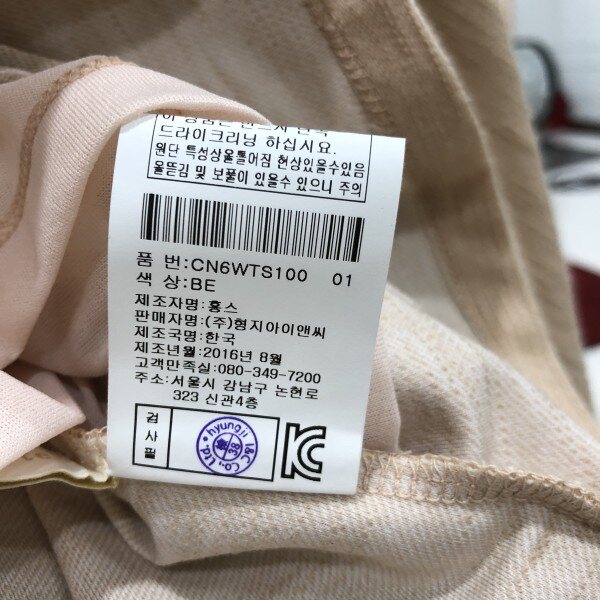 드라이크리닝 하십시요.
원단 특성상올틀어짐 현상있을수있음
올뜯김 및 보풀이 있을수 있으니 주의
품 번:CN6WTS100 01
색 상:BE
제조자명:홍스
판매자명:(주)형지아이앤씨
제조국명:한국
제조년월:2016년 8월
고객만족실:080-349-7200
주소:서울시 강남구 논현로
323 신관4층
검사필
hyungji I&C Co., Ltd.
38
KC